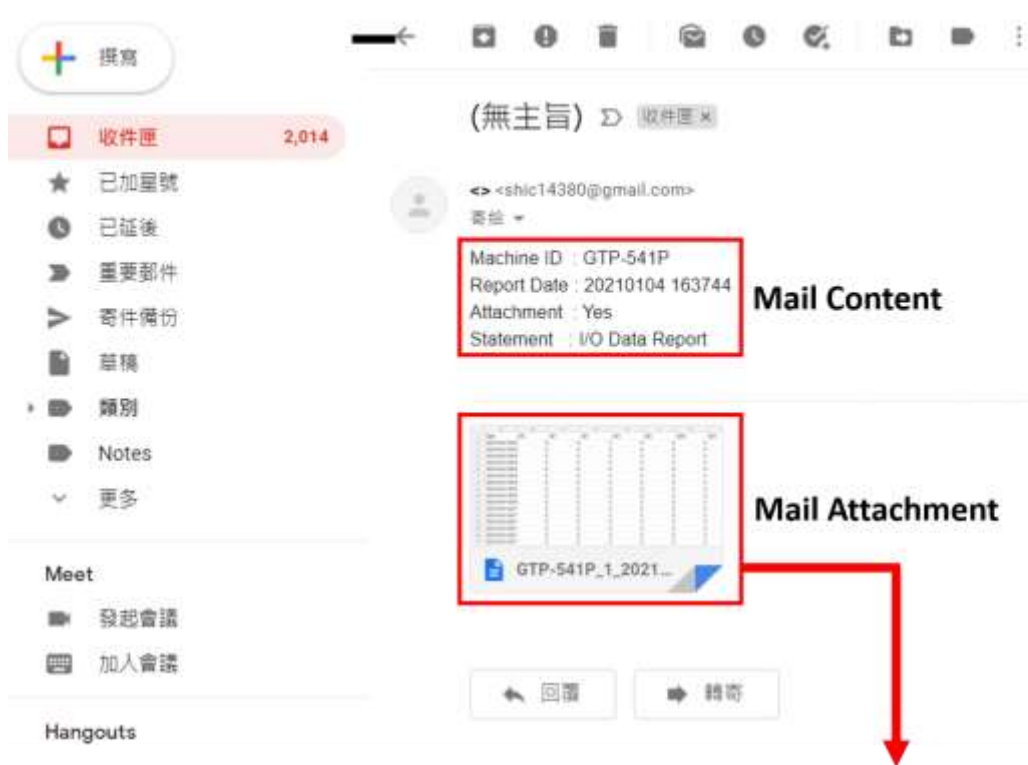 撰寫
收件匣 2,014
已加星號
已延後
重要郵件
寄件備份
草稿
類別
Notes
更多
Meet
發起會議
加入會議
Hangouts
(無主旨) 收件匣 ×
<> <shic14380@gmail.com>
寄給
Machine ID : GTP-541P
Report Date : 20210104 163744
Attachment : Yes
Statement : I/O Data Report
Mail Content
Mail Attachment
GTP-541P_1_2021...
回覆 轉寄